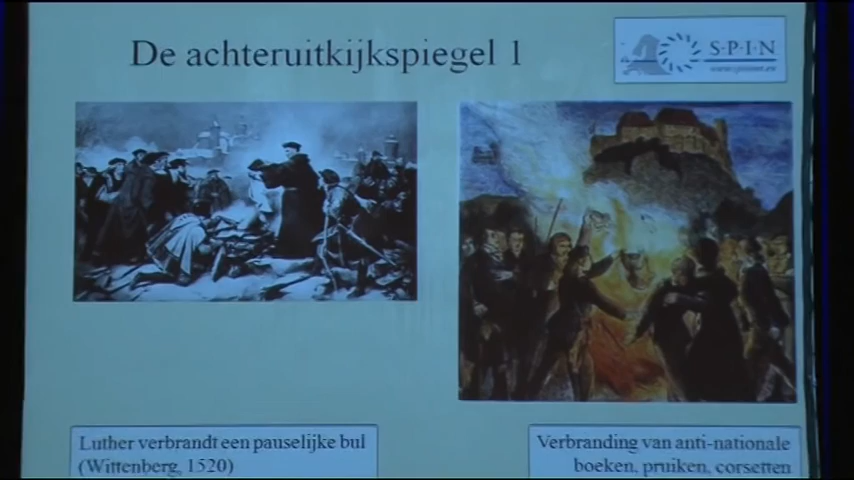 De achteruitkijkspiegel 1
S·P·I·N
Luther verbrandt een pauselijke bul
(Wittenberg, 1520)
Verbranding van anti-nationale
boeken, pruiken, corsetten